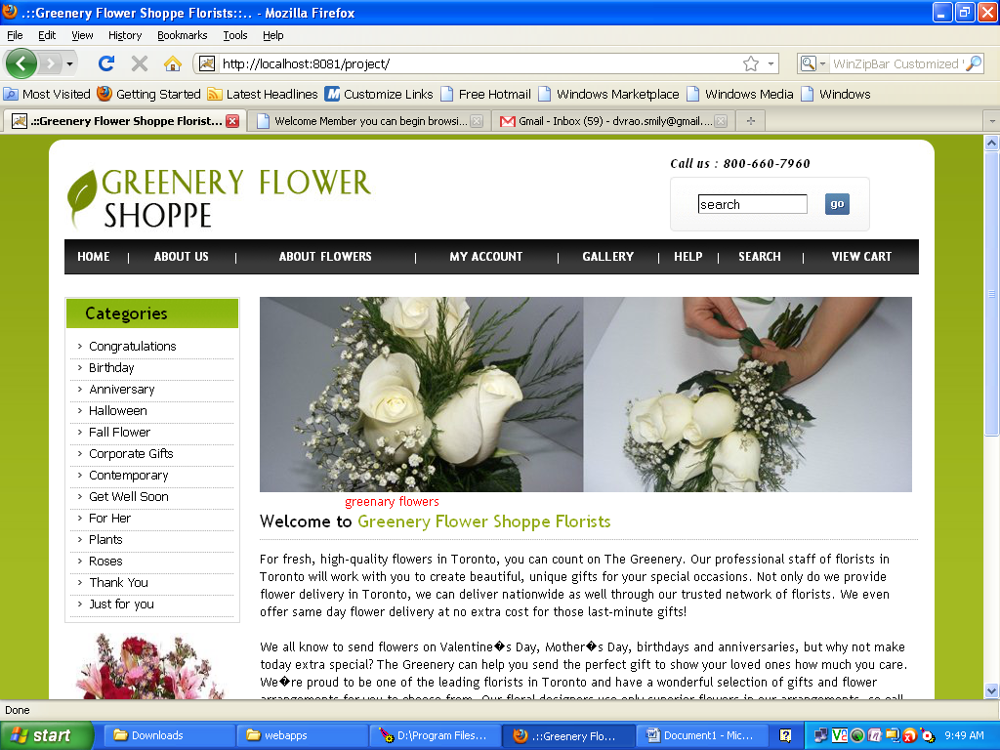 .::Greenery Flower Shoppe Florists::.. - Mozilla Firefox
File Edit View History Bookmarks Tools Help
http://localhost:8081/project/
WinZipBar Customized
Most Visited Getting Started Latest Headlines Customize Links Free Hotmail Windows Marketplace Windows Media Windows
.::Greenery Flower Shoppe Florist... Welcome Member you can begin browsi... Gmail - Inbox (59) - dvrao.smily@gmail....
Call us : 800-660-7960
GREENERY FLOWER
SHOPPE
search go
HOME | ABOUT US | ABOUT FLOWERS | MY ACCOUNT | GALLERY | HELP | SEARCH | VIEW CART
Categories
› Congratulations
› Birthday
› Anniversary
› Halloween
› Fall Flower
› Corporate Gifts
› Contemporary
› Get Well Soon
› For Her
› Plants
› Roses
› Thank You
› Just for you
greenary flowers
Welcome to Greenery Flower Shoppe Florists
For fresh, high-quality flowers in Toronto, you can count on The Greenery. Our professional staff of florists in
Toronto will work with you to create beautiful, unique gifts for your special occasions. Not only do we provide
flower delivery in Toronto, we can deliver nationwide as well through our trusted network of florists. We even
offer same day flower delivery at no extra cost for those last-minute gifts!
We all know to send flowers on Valentine�s Day, Mother�s Day, birthdays and anniversaries, but why not make
today extra special? The Greenery can help you send the perfect gift to show your loved ones how much you care.
We�re proud to be one of the leading florists in Toronto and have a wonderful selection of gifts and flower
arrangements for you to choose from. Our floral designers use only superior flowers in our arrangements, so call
Done
start Downloads webapps D:\Program Files... .::Greenery Flo... Document1 - Mic... 9:49 AM